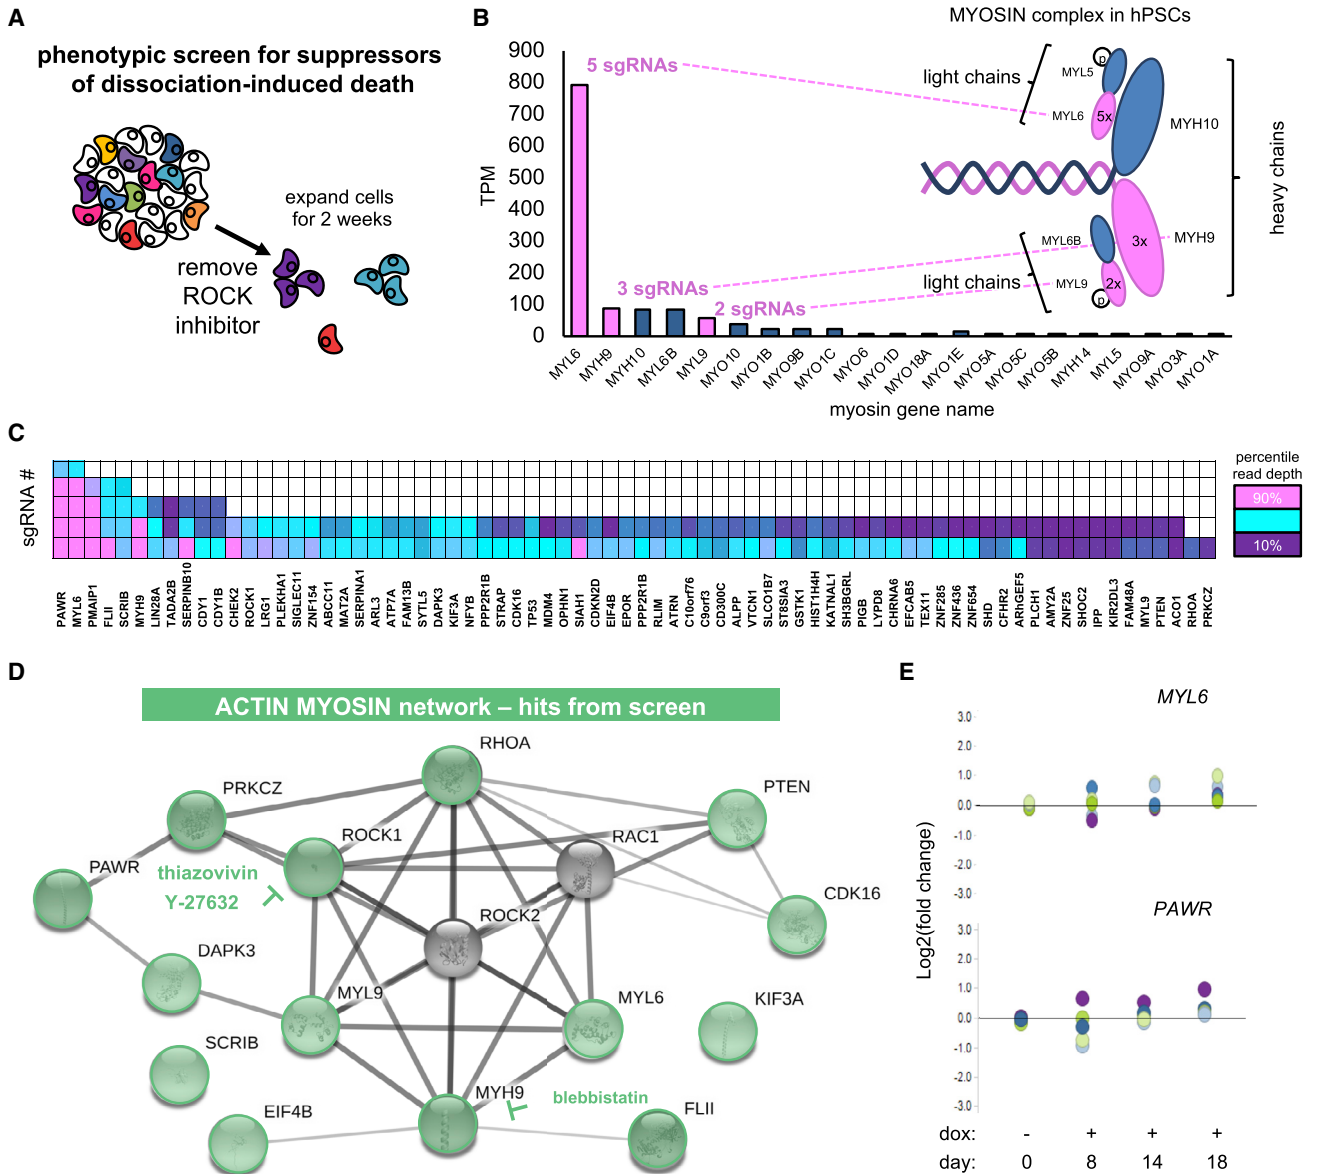 A
phenotypic screen for suppressors
of dissociation-induced death
expand cells
for 2 weeks
remove
ROCK
inhibitor
B
MYOSIN complex in hPSCs
TPM
900
800
700
600
500
400
300
200
100
0
5 sgRNAs
3 sgRNAs
2 sgRNAs
light chains
p
MYL5
MYL6
5x
MYH10
heavy chains
MYL6B
3x
MYH9
light chains
MYL9
2x
p
MYL6
MYH9
MYH10
MYL6B
MYL9
MYO10
MYO1B
MYO9B
MYO1C
MYO6
MYO1D
MYO18A
MYO1E
MYO5A
MYO5C
MYO5B
MYH14
MYL5
MYO9A
MYO3A
MYO1A
myosin gene name
C
sgRNA #
percentile
read depth
90%
10%
PAWR
MYL6
PMAIP1
FLII
SCRIB
MYH9
LIN28A
TADA2B
SERPINB10
CDY1
CDY1B
CHEK2
ROCK1
LRG1
PLEKHA1
SIGLEC11
ZNF154
ABCC11
MAT2A
SERPINA1
ARL3
ATP7A
FAM13B
SYTL5
DAPK3
KIF3A
NFYB
PPP2R1B
STRAP
CDK16
TP53
MDM4
OPHN1
SIAH1
CDKN2D
EIF4B
EPOR
PPP2R1B
RLIM
ATRN
C10orf76
C9orf3
CD300C
ALPP
VTCN1
SLCO1B7
ST8SIA3
GSTK1
HIST1H4H
KATNAL1
SH3BGRL
PIGB
LYPD8
CHRNA6
EFCAB5
TEX11
ZNF285
ZNF436
ZNF654
SHD
CFHR2
ARhGEF5
PLCH1
AMY2A
ZNF25
SHOC2
IPP
KIR2DL3
FAM48A
MYL9
PTEN
ACO1
RHOA
PRKCZ
D
ACTIN MYOSIN network – hits from screen
RHOA
PRKCZ
PTEN
ROCK1
RAC1
PAWR
thiazovivin
Y-27632
CDK16
ROCK2
DAPK3
MYL9
MYL6
KIF3A
SCRIB
MYH9
blebbistatin
EIF4B
FLII
E
MYL6
3.0
2.0
1.0
0.0
-1.0
-2.0
-3.0
Log2(fold change)
PAWR
3.0
2.0
1.0
0.0
-1.0
-2.0
-3.0
dox: - + + +
day: 0 8 14 18